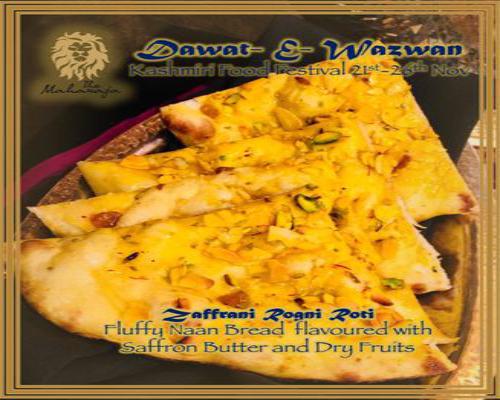 The
Maharaja
Dawat- E- Wazwan
Kashmiri Food Festival 21st-26th Nov
Zaffrani Rogni Roti
Fluffy Naan Bread flavoured with
Saffron Butter and Dry Fruits